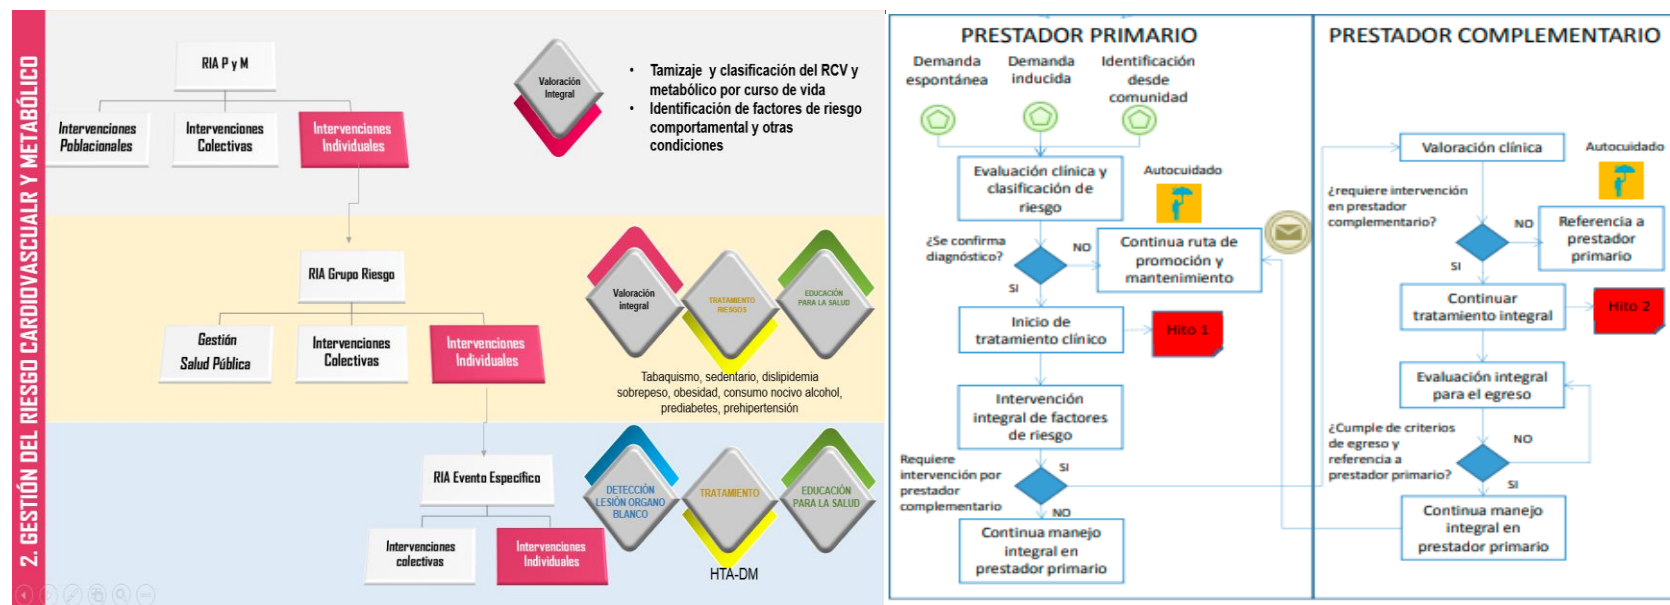 2. GESTIÓN DEL RIESGO CARDIOVASCUALR Y METABÓLICO
RIA P y M
Intervenciones
Poblacionales
Intervenciones
Colectivas
Intervenciones
Individuales
Valoración
Integral
• Tamizaje y clasificación del RCV y
metabólico por curso de vida
• Identificación de factores de riesgo
comportamental y otras
condiciones
RIA Grupo Riesgo
Gestión
Salud Pública
Intervenciones
Colectivas
Intervenciones
Individuales
Valoración
integral
TRATAMIENTO
RIESGOS
EDUCACIÓN
PARA LA SALUD
Tabaquismo, sedentario, dislipidemia
sobrepeso, obesidad, consumo nocivo alcohol,
prediabetes, prehipertensión
RIA Evento Específico
Intervenciones
colectivas
Intervenciones
Individuales
DETECCIÓN
LESIÓN ORGANO
BLANCO
TRATAMIENTO
EDUCACIÓN
PARA LA SALUD
HTA-DM
PRESTADOR PRIMARIO
Demanda
espontánea
Demanda
inducida
Identificación
desde
comunidad
Evaluación clínica y
clasificación de
riesgo
Autocuidado
¿Se confirma
diagnóstico?
NO
Continua ruta de
promoción y
mantenimiento
SI
Inicio de
tratamiento clínico
Hito 1
Intervención
integral de factores
de riesgo
Requiere
intervención por
prestador
complementario
SI
NO
Continua manejo
integral en
prestador primario
PRESTADOR COMPLEMENTARIO
Valoración clínica
Autocuidado
¿requiere intervención
en prestador
complementario?
NO
Referencia a
prestador
primario
SI
Continuar
tratamiento integral
Hito 2
Evaluación integral
para el egreso
¿Cumple de criterios
de egreso y
referencia a
prestador primario?
NO
SI
Continua manejo
integral en
prestador primario